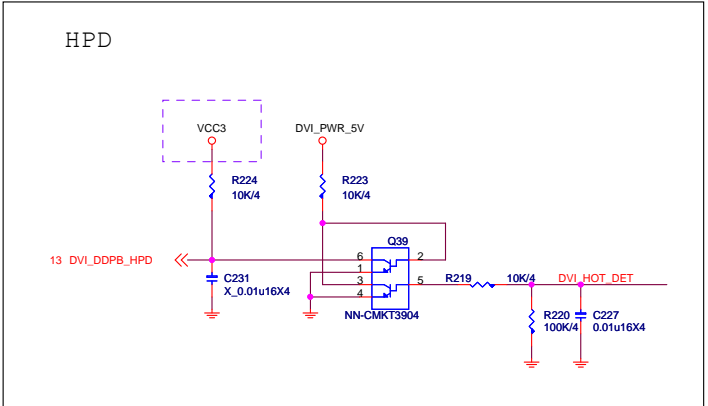 HPD
VCC3 DVI_PWR_5V
R224 R223
10K/4 10K/4
Q39
13 DVI_DDPB_HPD 6 2
1
C231 3 5 R219 10K/4 DVI_HOT_DET
X_0.01u16X4 4
NN-CMKT3904 R220 C227
100K/4 0.01u16X4